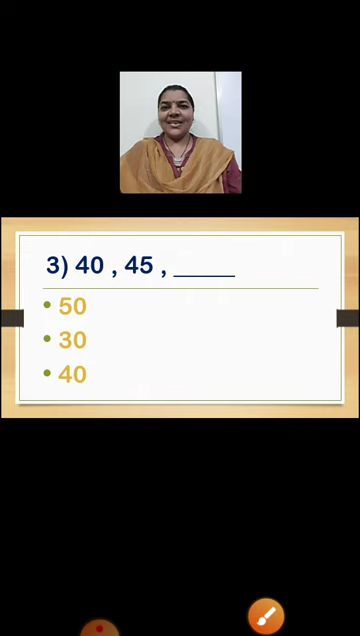 3) 40 , 45 , _____
• 50
• 30
• 40